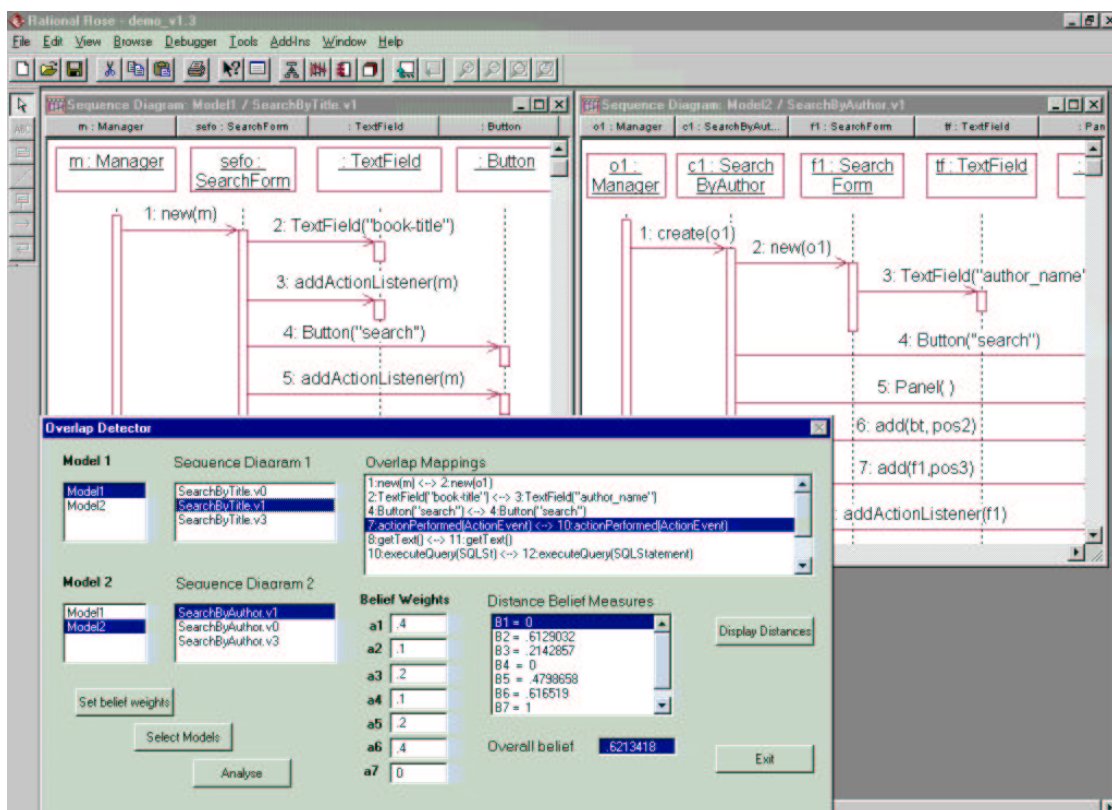 Rational Rose - demo_v1.3
File Edit View Browse Debugger Tools Add-Ins Window Help
ABC
Sequence Diagram: Model1 / SearchByTitle.v1
m : Manager sefo : SearchForm : TextField : Button
m : Manager
sefo :
SearchForm
: TextField
: Button
1: new(m)
2: TextField("book-title")
3: addActionListener(m)
4: Button("search")
5: addActionListener(m)
Sequence Diagram: Model2 / SearchByAuthor.v1
o1 : Manager c1 : SearchByAut... f1 : SearchForm tf : TextField : Pan
o1 :
Manager
c1 : Search
ByAuthor
f1 : Search
Form
tf : TextField
:
1: create(o1)
2: new(o1)
3: TextField("author_name"
4: Button("search")
5: Panel( )
6: add(bt, pos2)
7: add(f1,pos3)
addActionListener(f1)
Overlap Detector
Model 1
Model1
Model2
Sequence Diagram 1
SearchByTitle.v0
SearchByTitle.v1
SearchByTitle.v3
Overlap Mappings
1:new(m) <--> 2:new(o1)
2:TextField("book-title") <--> 3:TextField("author_name")
4:Button("search") <--> 4:Button("search")
7:actionPerformed(ActionEvent) <--> 10:actionPerformed(ActionEvent)
8:getText() <--> 11:getText()
10:executeQuery(SQLSt) <--> 12:executeQuery(SQLStatement)
Model 2
Model1
Model2
Sequence Diagram 2
SearchByAuthor.v1
SearchByAuthor.v0
SearchByAuthor.v3
Belief Weights
a1 .4
a2 .1
a3 .2
a4 .1
a5 .2
a6 .4
a7 0
Distance Belief Measures
B1 = 0
B2 = .6129032
B3 = .2142857
B4 = 0
B5 = .4798658
B6 = .616519
B7 = 1
Overall belief .6213418
Display Distances
Set belief weights
Select Models
Analyse
Exit